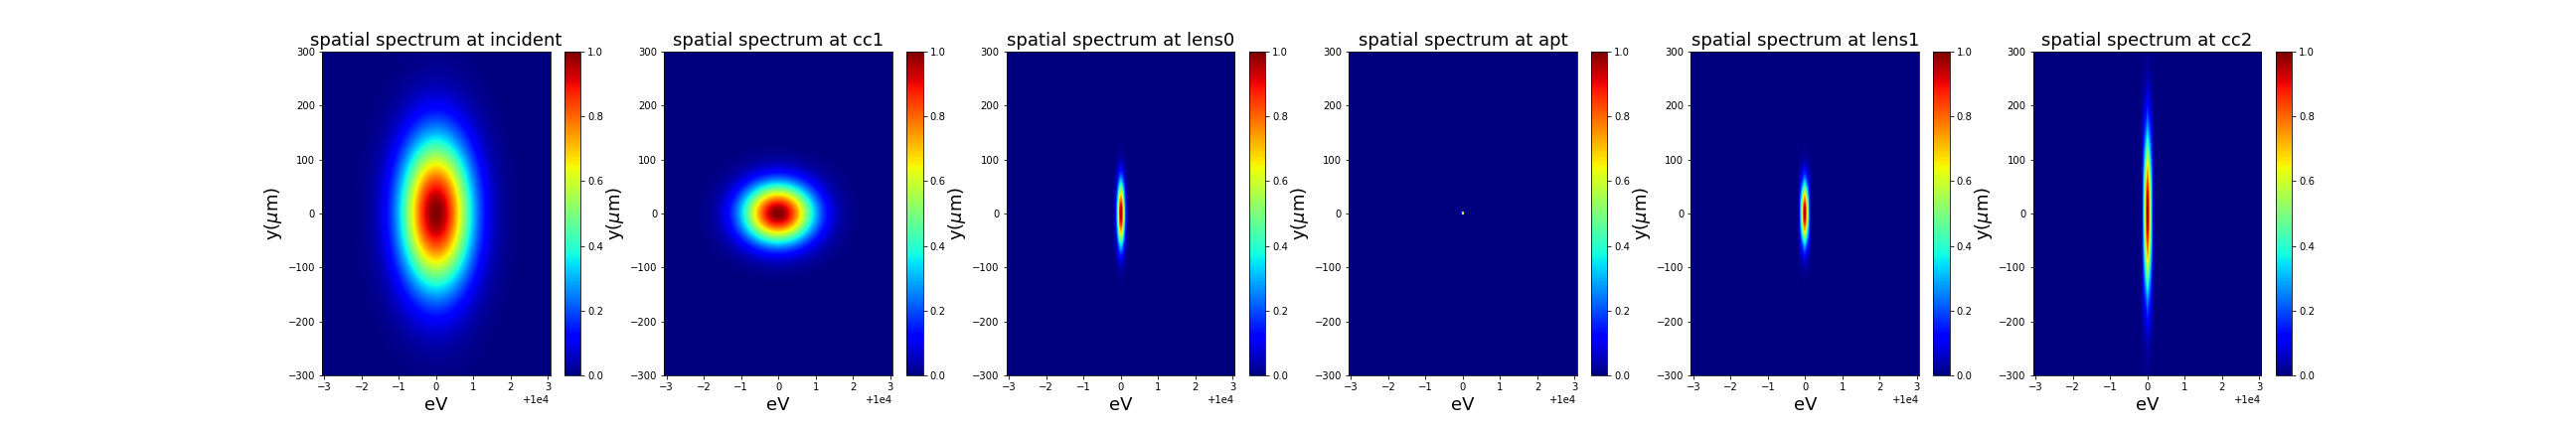 spatial spectrum at incident
300
200
100
0
−100
−200
−300
y(μm)
−3 −2 −1 0 1 2 3
+1e4
eV
1.0
0.8
0.6
0.4
0.2
0.0
spatial spectrum at cc1
300
200
100
0
−100
−200
−300
y(μm)
−3 −2 −1 0 1 2 3
+1e4
eV
1.0
0.8
0.6
0.4
0.2
0.0
spatial spectrum at lens0
300
200
100
0
−100
−200
−300
y(μm)
−3 −2 −1 0 1 2 3
+1e4
eV
1.0
0.8
0.6
0.4
0.2
0.0
spatial spectrum at apt
300
200
100
0
−100
−200
−300
y(μm)
−3 −2 −1 0 1 2 3
+1e4
eV
1.0
0.8
0.6
0.4
0.2
0.0
spatial spectrum at lens1
300
200
100
0
−100
−200
−300
y(μm)
−3 −2 −1 0 1 2 3
+1e4
eV
1.0
0.8
0.6
0.4
0.2
0.0
spatial spectrum at cc2
300
200
100
0
−100
−200
−300
y(μm)
−3 −2 −1 0 1 2 3
+1e4
eV
1.0
0.8
0.6
0.4
0.2
0.0